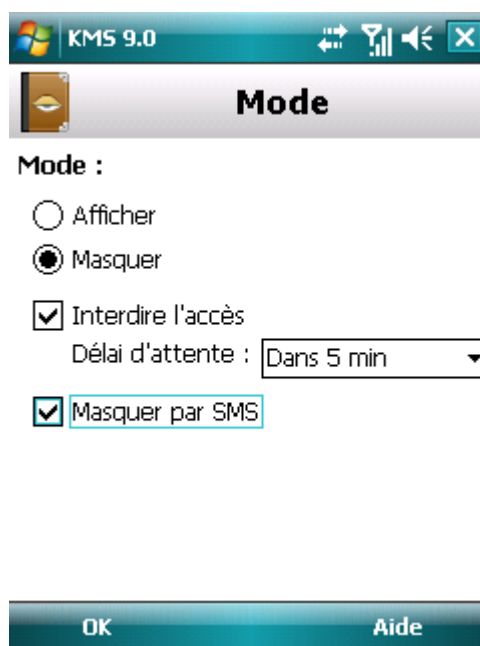 KMS 9.0
Mode
Mode :
Afficher
Masquer
Interdire l'accès
Délai d'attente : Dans 5 min
Masquer par SMS
OK Aide